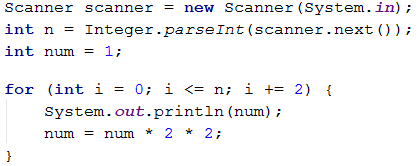 Scanner scanner = new Scanner(System.in);
int n = Integer.parseInt(scanner.next());
int num = 1;

for (int i = 0; i <= n; i += 2) {
    System.out.println(num);
    num = num * 2 * 2;
}